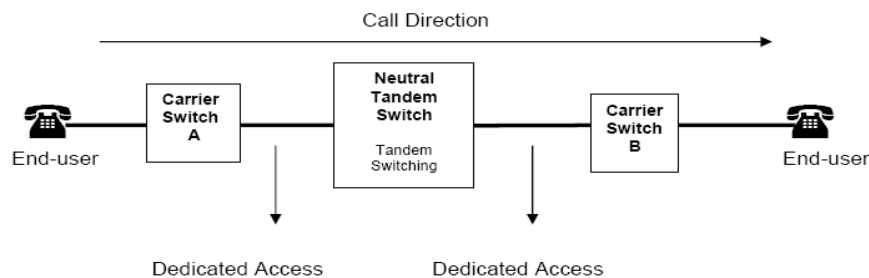 Call Direction
Carrier
Switch
A
Neutral
Tandem
Switch
Tandem
Switching
Carrier
Switch
B
End-user
End-user
Dedicated Access
Dedicated Access